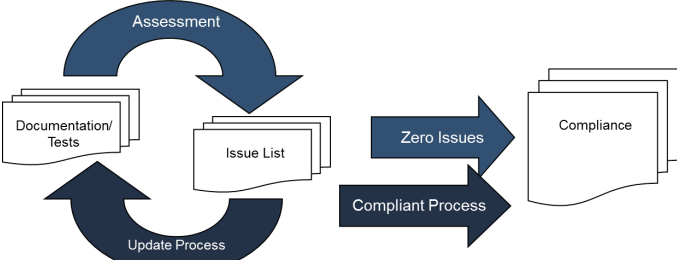 Assessment
Documentation/
Tests
Issue List
Update Process
Zero Issues
Compliant Process
Compliance